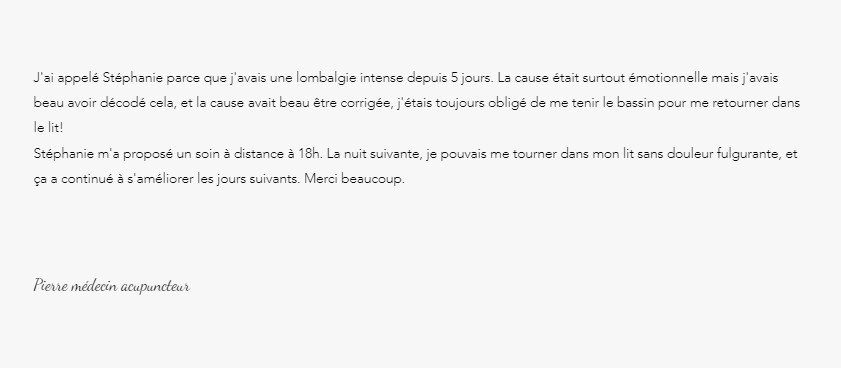 J'ai appelé Stéphanie parce que j'avais une lombalgie intense depuis 5 jours. La cause était surtout émotionnelle mais j'avais
beau avoir décodé cela, et la cause avait beau être corrigée, j'étais toujours obligé de me tenir le bassin pour me retourner dans
le lit!
Stéphanie m'a proposé un soin à distance à 18h. La nuit suivante, je pouvais me tourner dans mon lit sans douleur fulgurante, et
ça a continué à s'améliorer les jours suivants. Merci beaucoup.
Pierre médecin acupuncteur